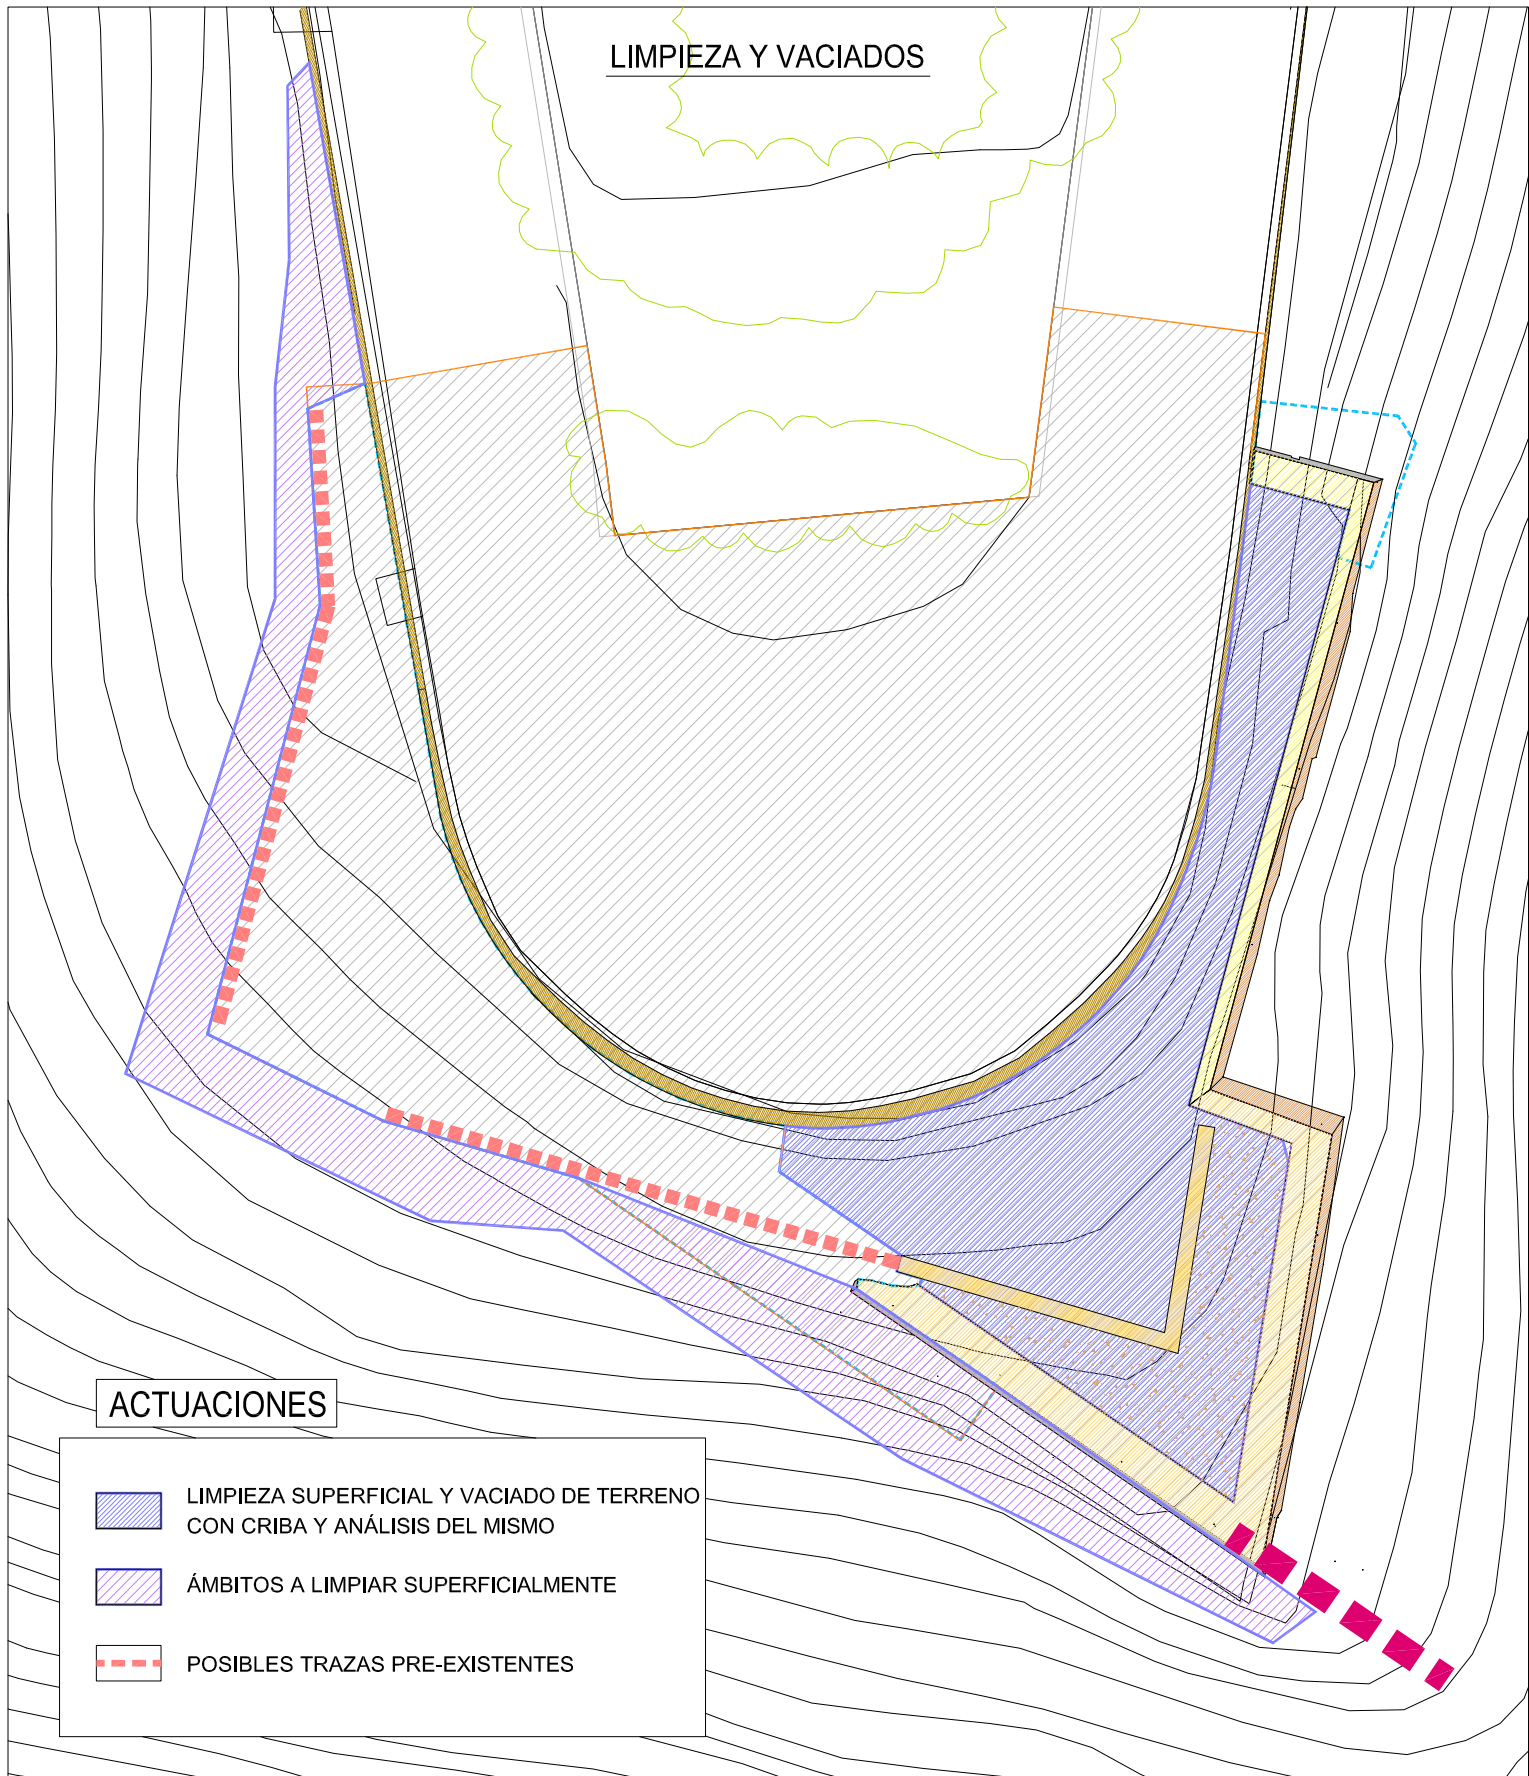 LIMPIEZA Y VACIADOS
ACTUACIONES
LIMPIEZA SUPERFICIAL Y VACIADO DE TERRENO
CON CRIBA Y ANÁLISIS DEL MISMO
ÁMBITOS A LIMPIAR SUPERFICIALMENTE
POSIBLES TRAZAS PRE-EXISTENTES